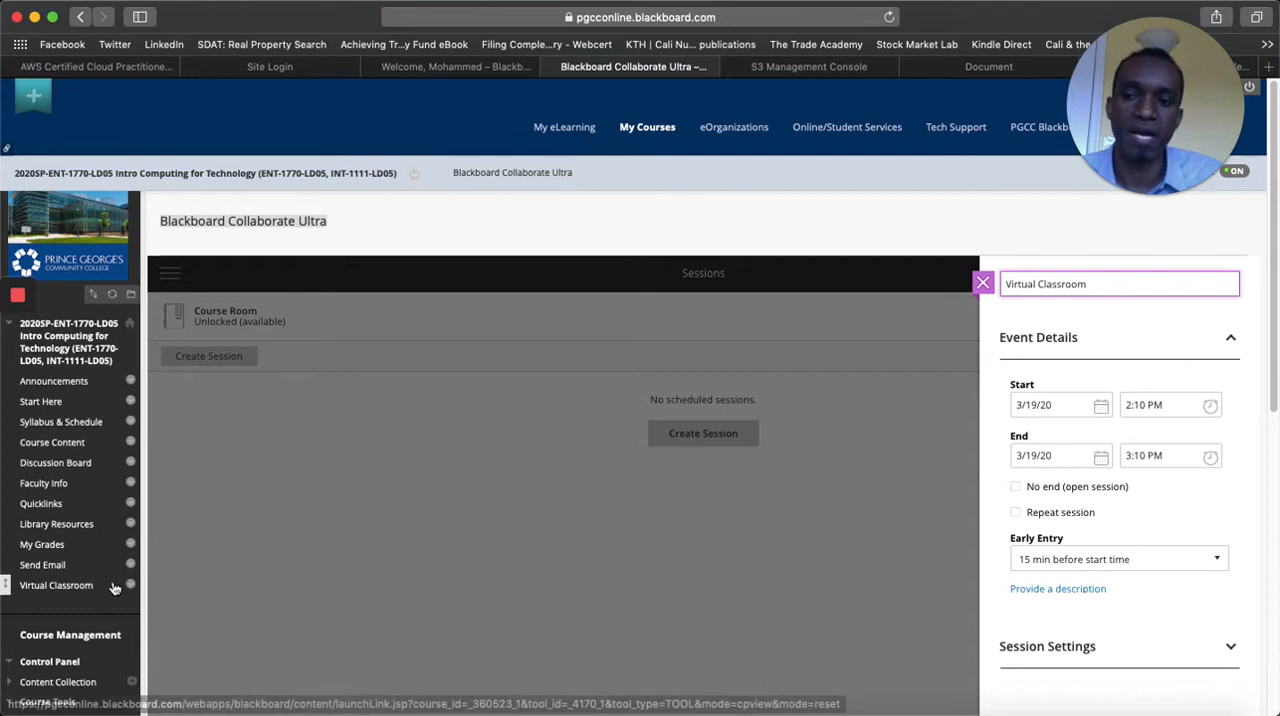 pgcconline.blackboard.com
Facebook Twitter LinkedIn SDAT: Real Property Search Achieving Tr...y Fund eBook Filing Comple...ry - Webcert KTH | Cali Nu... publications The Trade Academy Stock Market Lab Kindle Direct Cali & the
AWS Certified Cloud Practitione... Site Login Welcome, Mohammed – Blackb... Blackboard Collaborate Ultra –... S3 Management Console Document
My eLearning My Courses eOrganizations Online/Student Services Tech Support PGCC Blackb
2020SP-ENT-1770-LD05 Intro Computing for Technology (ENT-1770-LD05, INT-1111-LD05) Blackboard Collaborate Ultra ON
PRINCE GEORGE'S
COMMUNITY COLLEGE
2020SP-ENT-1770-LD05
Intro Computing for
Technology (ENT-1770-
LD05, INT-1111-LD05)
Announcements
Start Here
Syllabus & Schedule
Course Content
Discussion Board
Faculty Info
Quicklinks
Library Resources
My Grades
Send Email
Virtual Classroom
Course Management
Control Panel
Content Collection
Course Tools
Blackboard Collaborate Ultra
Sessions
Course Room
Unlocked (available)
Create Session
No scheduled sessions.
Create Session
Virtual Classroom
Event Details
Start
3/19/20 2:10 PM
End
3/19/20 3:10 PM
No end (open session)
Repeat session
Early Entry
15 min before start time
Provide a description
Session Settings
https://pgcconline.blackboard.com/webapps/blackboard/content/launchLink.jsp?course_id=_360523_1&tool_id=_4170_1&tool_type=TOOL&mode=cpview&mode=reset